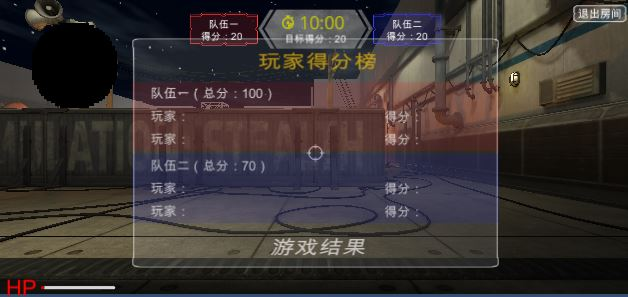 退出房间
队伍一
得分：20
10:00
目标得分：20
队伍二
得分：20
玩家得分榜
队伍一（总分：100）
玩家： 得分：
玩家： 得分：
队伍二（总分：70）
玩家： 得分：
玩家： 得分：
游戏结果
HP